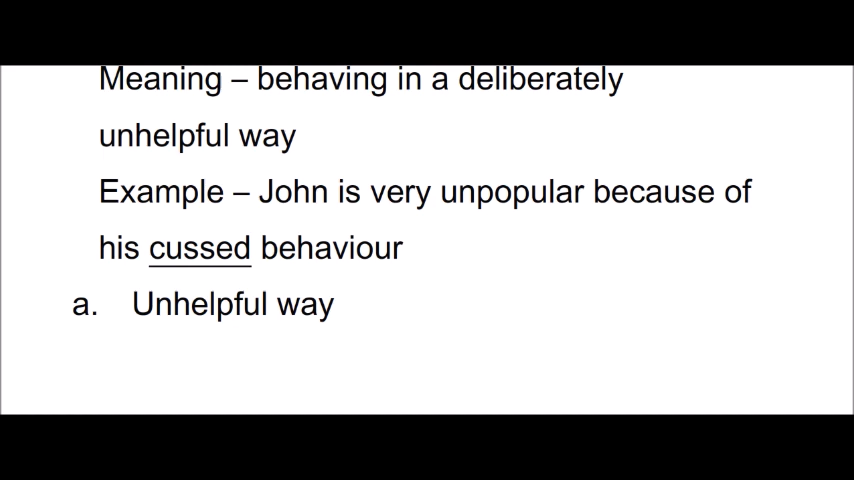 Meaning – behaving in a deliberately
unhelpful way
Example – John is very unpopular because of
his cussed behaviour
a. Unhelpful way